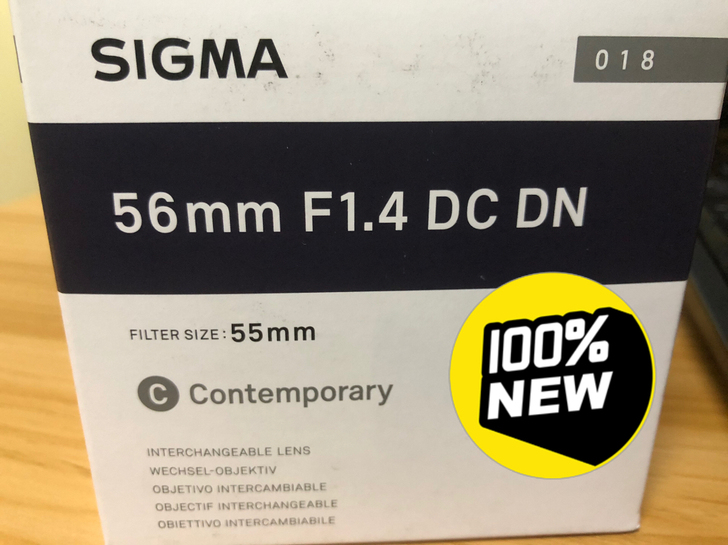 SIGMA
018
56mm F1.4 DC DN
FILTER SIZE: 55mm
C Contemporary
100%
NEW
INTERCHANGEABLE LENS
WECHSEL-OBJEKTIV
OBJETIVO INTERCAMBIABLE
OBJECTIF INTERCHANGEABLE
OBIETTIVO INTERCAMBIABILE